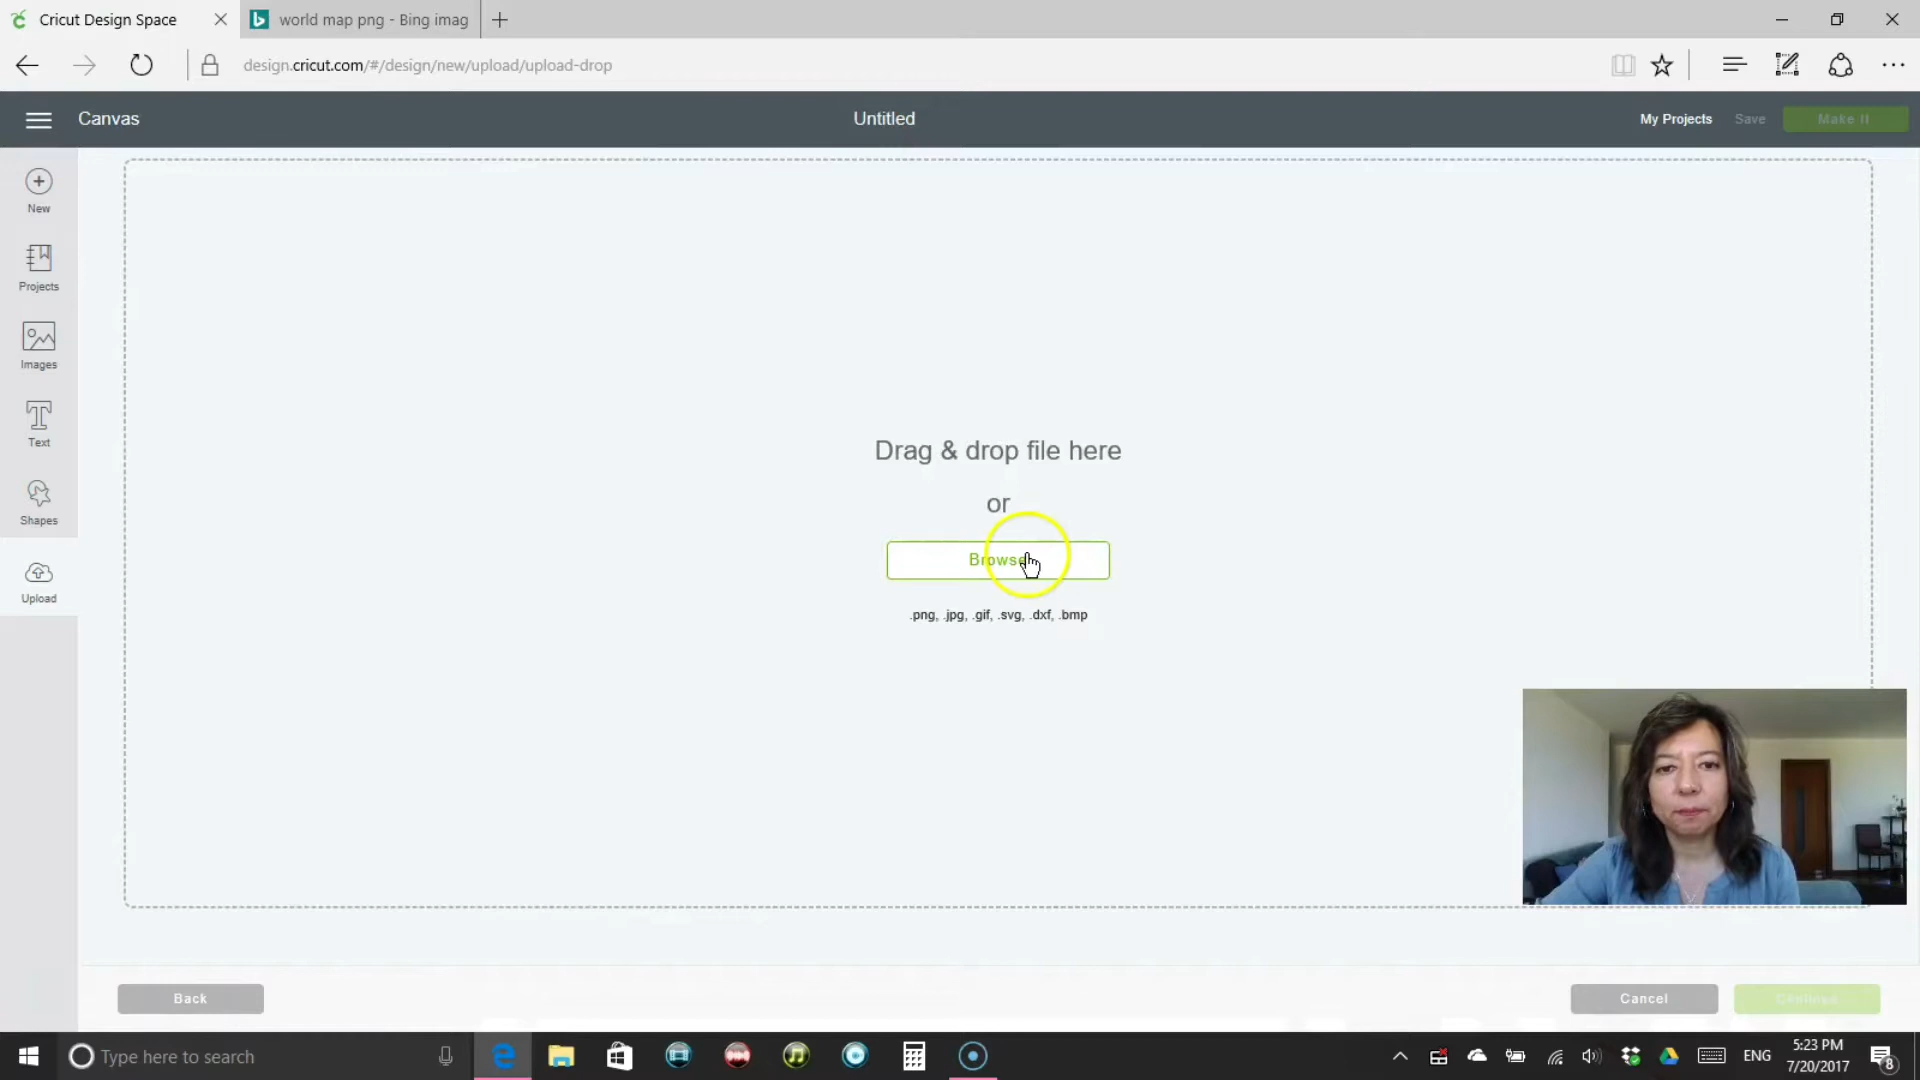 Cricut Design Space
world map png - Bing imag
design.cricut.com/#/design/new/upload/upload-drop
Canvas
Untitled
My Projects
Save
Make It
New
Projects
Images
Text
Shapes
Upload
Drag & drop file here
or
Browse
.png, .jpg, .gif, .svg, .dxf, .bmp
Back
Cancel
Continue
Type here to search
ENG
5:23 PM
7/20/2017
8